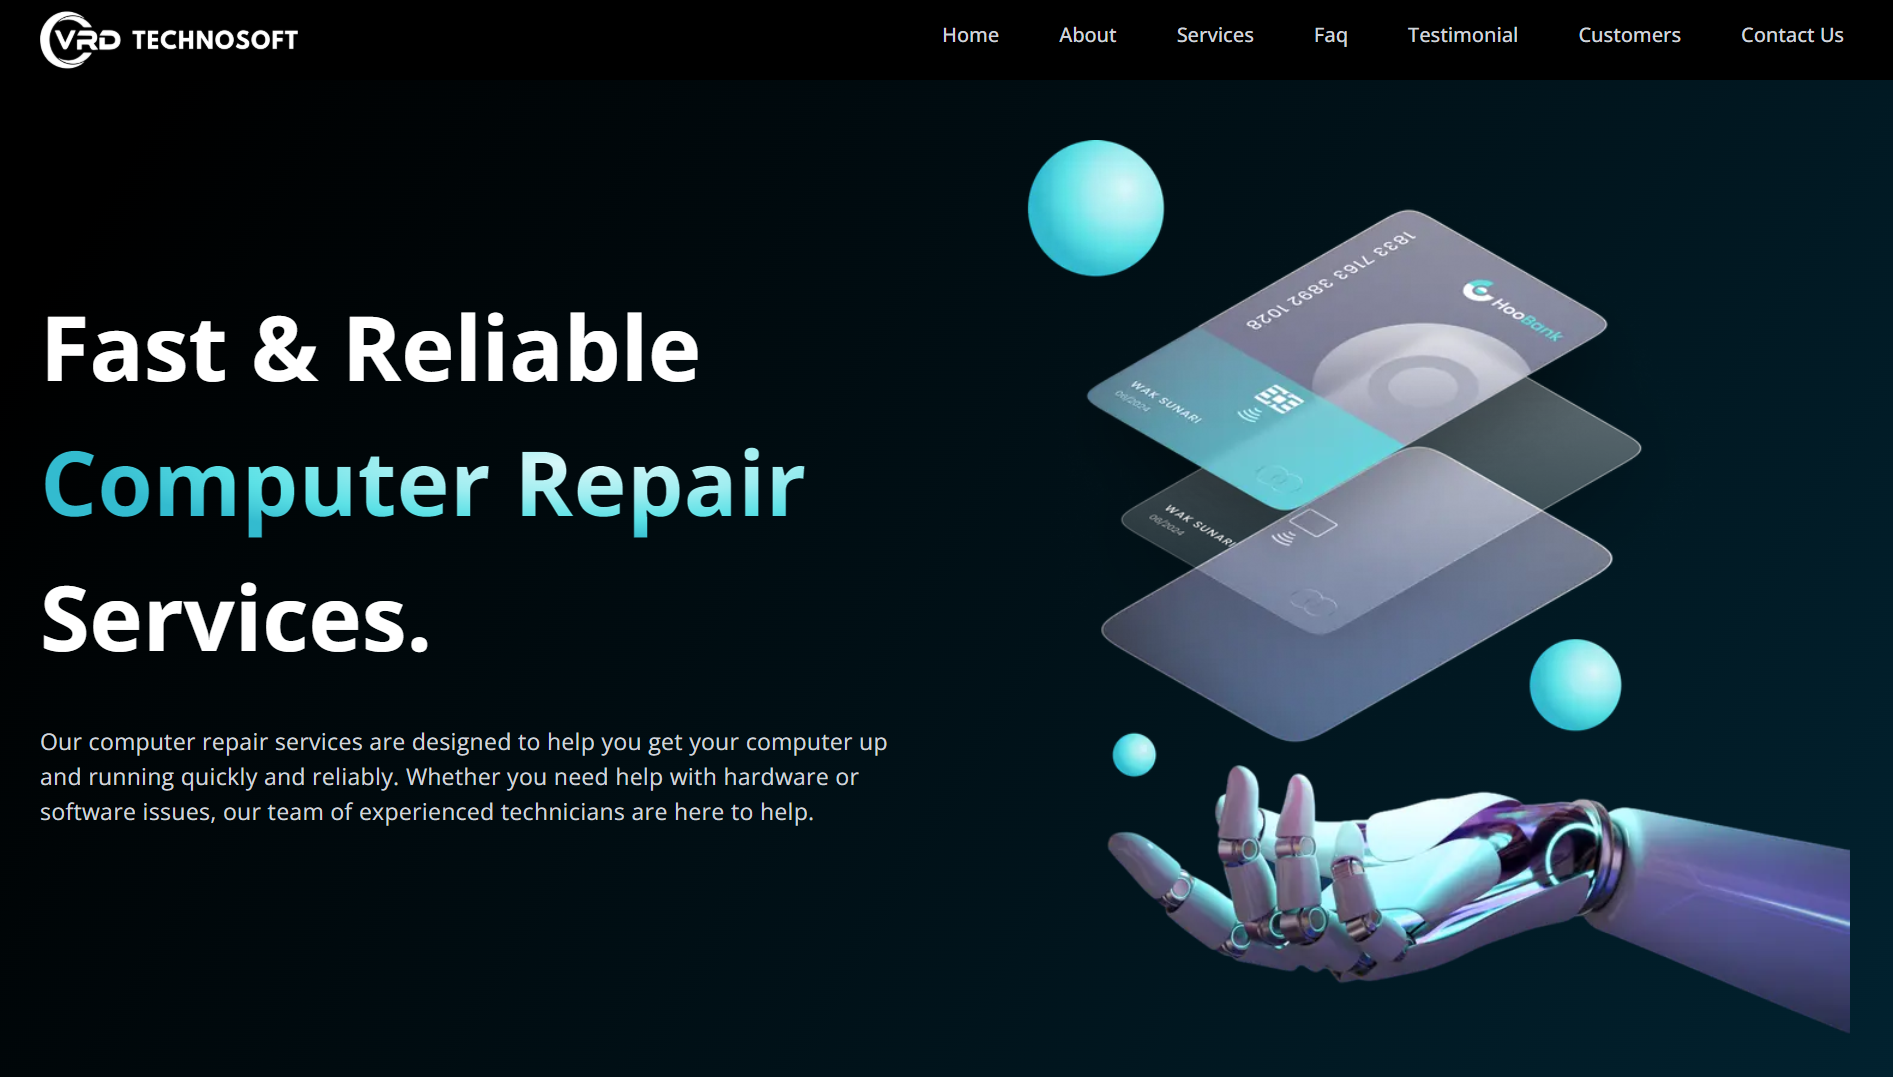 VRD TECHNOSOFT
Home About Services Faq Testimonial Customers Contact Us
Fast & Reliable
Computer Repair
Services.
Our computer repair services are designed to help you get your computer up
and running quickly and reliably. Whether you need help with hardware or
software issues, our team of experienced technicians are here to help.
1833 7163 3892 1028
HooBank
WAK SUNARI
06/2024
WAK SUNARI
06/2024